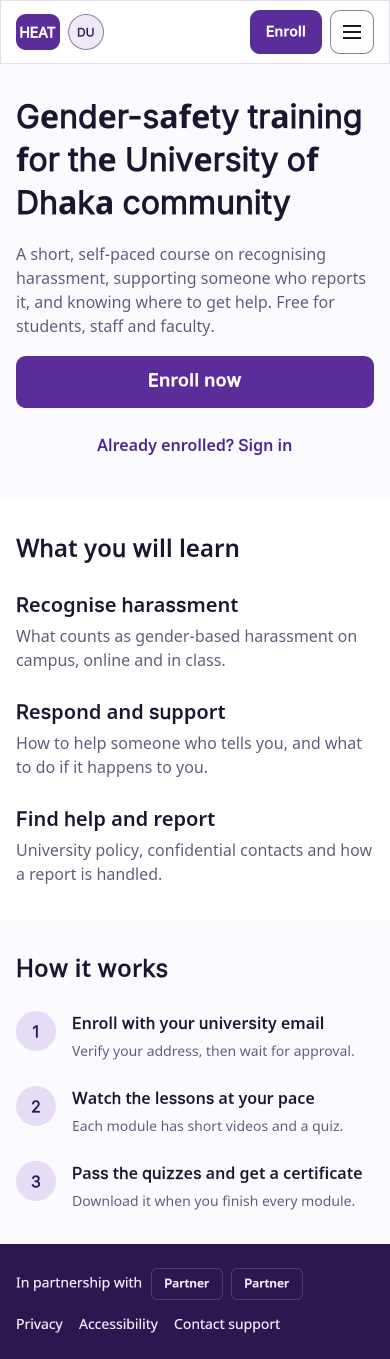 HEAT DU Enroll
Gender-safety training
for the University of
Dhaka community
A short, self-paced course on recognising
harassment, supporting someone who reports
it, and knowing where to get help. Free for
students, staff and faculty.
Enroll now
Already enrolled? Sign in
What you will learn
Recognise harassment
What counts as gender-based harassment on
campus, online and in class.
Respond and support
How to help someone who tells you, and what
to do if it happens to you.
Find help and report
University policy, confidential contacts and how
a report is handled.
How it works
1 Enroll with your university email
Verify your address, then wait for approval.
2 Watch the lessons at your pace
Each module has short videos and a quiz.
3 Pass the quizzes and get a certificate
Download it when you finish every module.
In partnership with Partner Partner
Privacy Accessibility Contact support